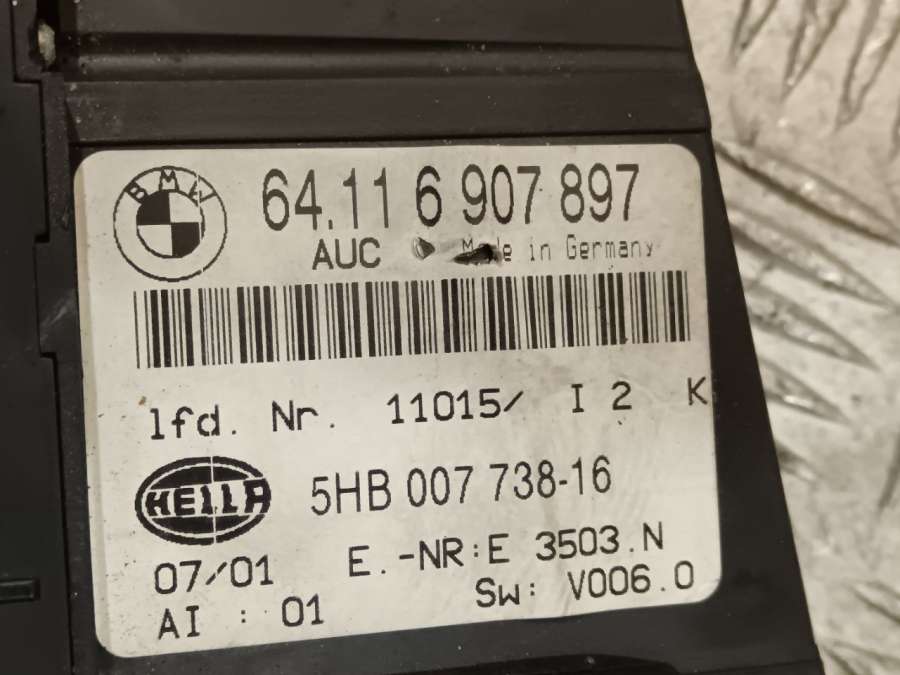 BMW
64.11 6 907 897
AUC Made in Germany
lfd. Nr. 11015/ I 2 K
HELLA 5HB 007 738-16
07/01 E.-NR:E 3503.N
AI : 01 Sw: V006.0